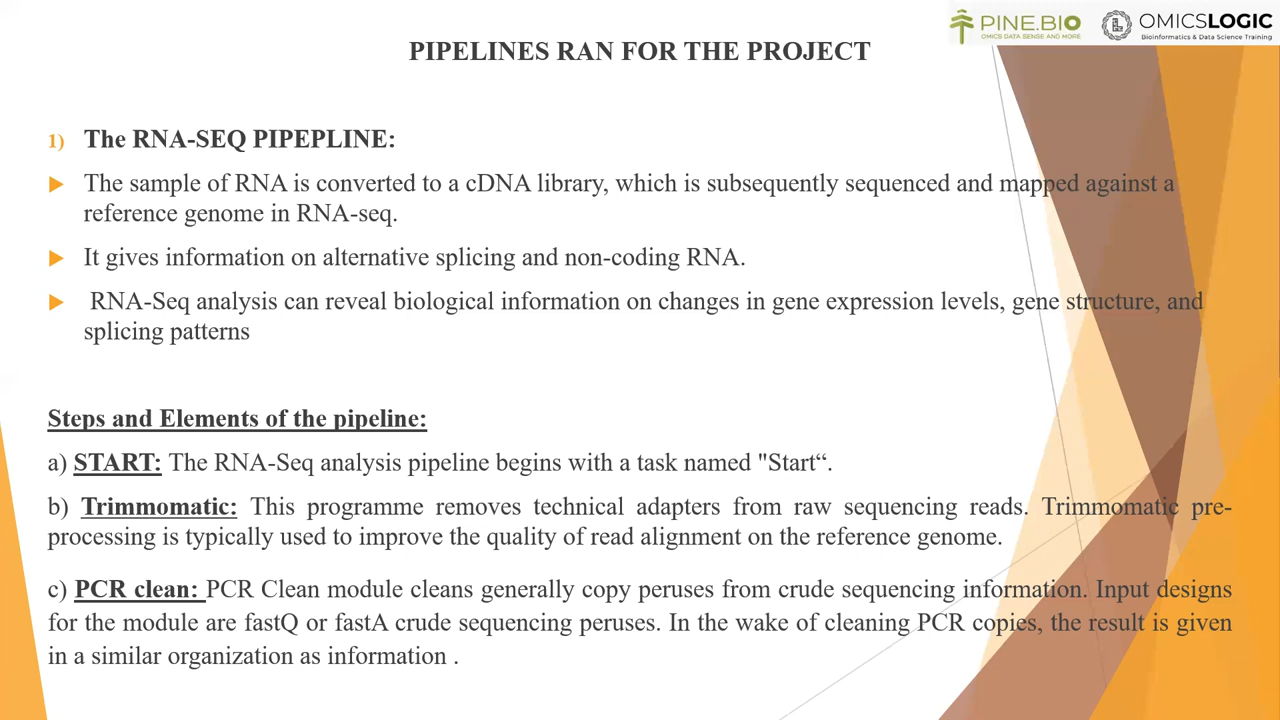 PINE.BIO
OMICS DATA SENSE AND MORE
OMICSLOGIC
Bioinformatics & Data Science Training
PIPELINES RAN FOR THE PROJECT
1) The RNA-SEQ PIPEPLINE:
The sample of RNA is converted to a cDNA library, which is subsequently sequenced and mapped against a
reference genome in RNA-seq.
It gives information on alternative splicing and non-coding RNA.
RNA-Seq analysis can reveal biological information on changes in gene expression levels, gene structure, and
splicing patterns
Steps and Elements of the pipeline:
a) START: The RNA-Seq analysis pipeline begins with a task named "Start“.
b) Trimmomatic: This programme removes technical adapters from raw sequencing reads. Trimmomatic pre-
processing is typically used to improve the quality of read alignment on the reference genome.
c) PCR clean: PCR Clean module cleans generally copy peruses from crude sequencing information. Input designs
for the module are fastQ or fastA crude sequencing peruses. In the wake of cleaning PCR copies, the result is given
in a similar organization as information .